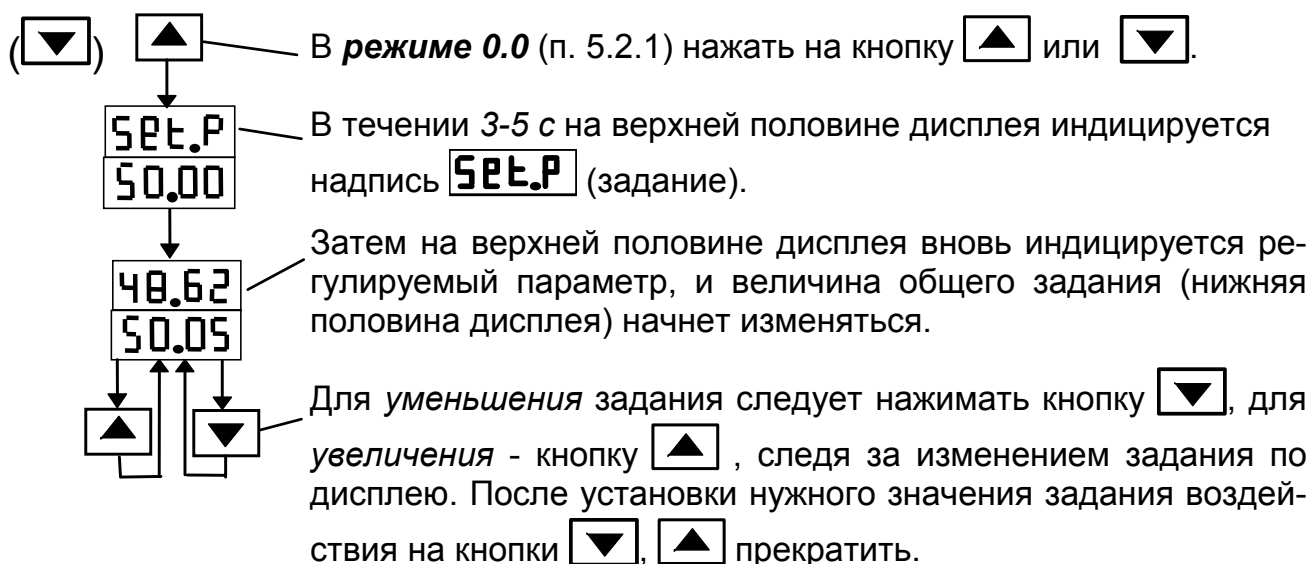 (▼) ▲ В режиме 0.0 (п. 5.2.1) нажать на кнопку ▲ или ▼.
SEt.P
50.00
В течении 3-5 с на верхней половине дисплея индицируется
надпись SEt.P (задание).
48.62
50.05
Затем на верхней половине дисплея вновь индицируется ре-
гулируемый параметр, и величина общего задания (нижняя
половина дисплея) начнет изменяться.
▲ ▼
Для уменьшения задания следует нажимать кнопку ▼, для
увеличения - кнопку ▲ , следя за изменением задания по
дисплею. После установки нужного значения задания воздей-
ствия на кнопки ▼, ▲ прекратить.